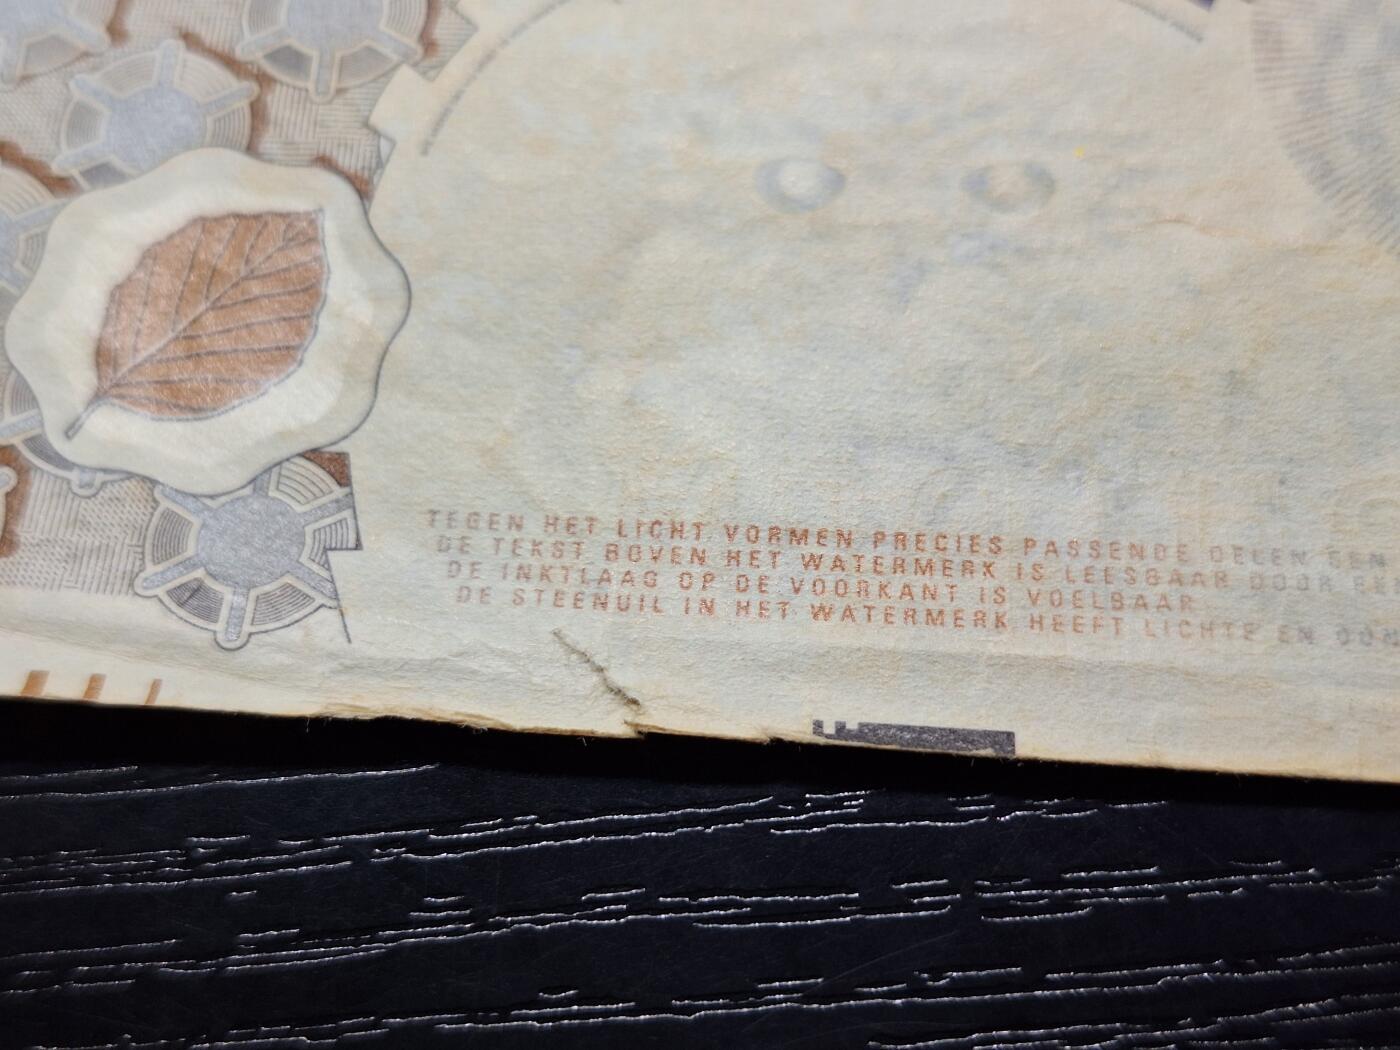 TEGEN HET LICHT VORMEN PRECIES PASSENDE DELEN EEN
DE TEKST BOVEN HET WATERMERK IS LEESBAAR DOOR
DE INKTLAAG OP DE VOORKANT IS VOELBAAR
DE STEENUIL IN HET WATERMERK HEEFT LICHTE EN